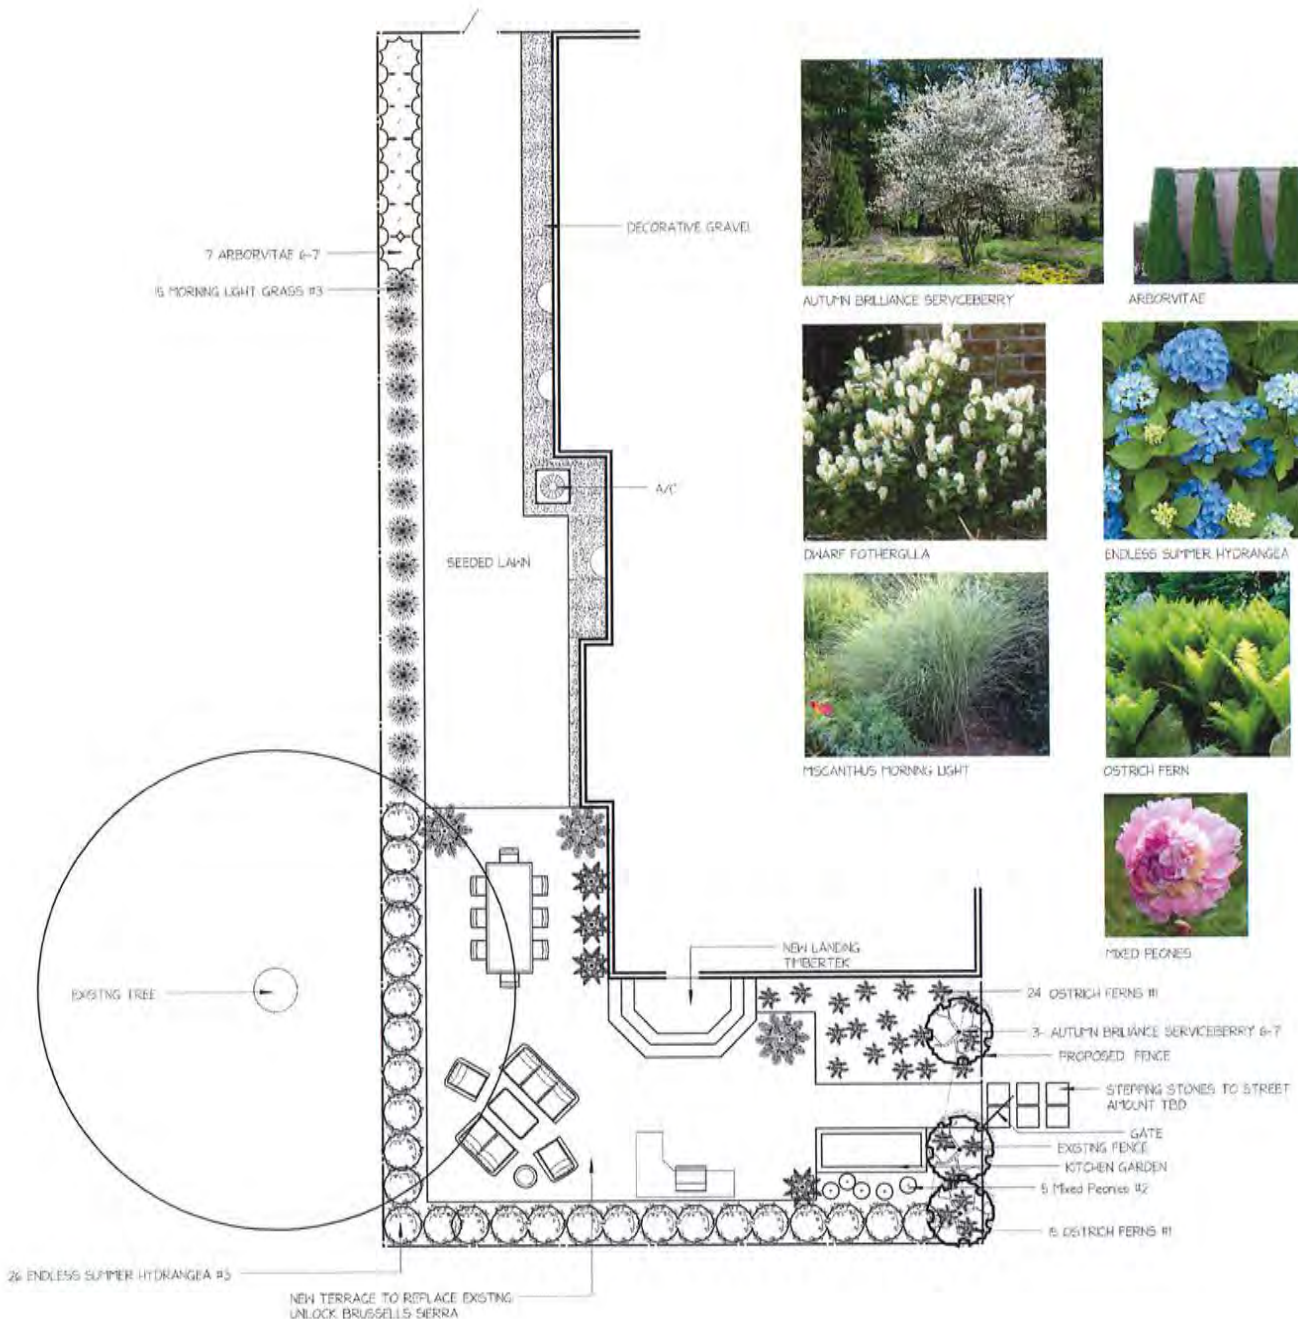 DECORATIVE GRAVEL
7 ARBORVITAE 6-7
15 MORNING LIGHT GRASS #3
AUTUMN BRILLIANCE SERVICEBERRY
ARBORVITAE
A/C
SEEDED LAWN
DWARF FOTHERGILLA
ENDLESS SUMMER HYDRANGEA
MISCANTHUS MORNING LIGHT
OSTRICH FERN
NEW LANDING
TIMBERTEK
MIXED PEONIES
EXISTING TREE
24 OSTRICH FERNS #1
3- AUTUMN BRILIANCE SERVICEBERRY 6-7
PROPOSED FENCE
STEPPING STONES TO STREET
AMOUNT TBD
GATE
EXISTING FENCE
KITCHEN GARDEN
5 Mixed Peonies #2
15 OSTRICH FERNS #1
26 ENDLESS SUMMER HYDRANGEA #3
NEW TERRACE TO REPLACE EXISTING
UNILOCK BRUSSELLS SIERRA